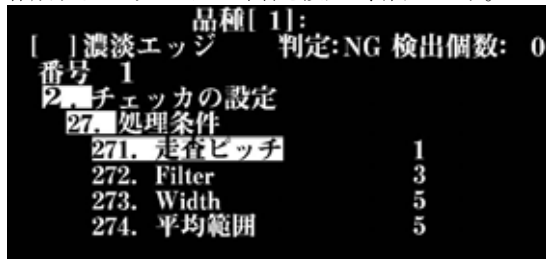 品種[ 1]:
[ ]濃淡エッジ 判定:NG 検出個数: 0
番号 1
2. チェッカの設定
27. 処理条件
271. 走査ピッチ 1
272. Filter 3
273. Width 5
274. 平均範囲 5